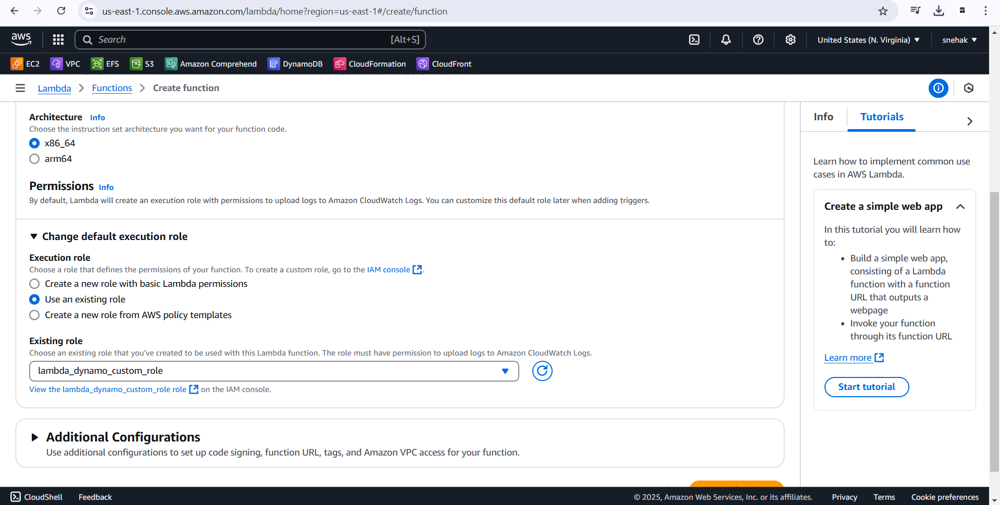 us-east-1.console.aws.amazon.com/lambda/home?region=us-east-1#/create/function
21
aws
Search
[Alt+S]
United States (N. Virginia)
snehak
EC2
VPC
EFS
S3
Amazon Comprehend
DynamoDB
CloudFormation
CloudFront
Lambda
Functions
Create function
Architecture Info
Choose the instruction set architecture you want for your function code.
x86_64
arm64
Permissions Info
By default, Lambda will create an execution role with permissions to upload logs to Amazon CloudWatch Logs. You can customize this default role later when adding triggers.
Change default execution role
Execution role
Choose a role that defines the permissions of your function. To create a custom role, go to the IAM console.
Create a new role with basic Lambda permissions
Use an existing role
Create a new role from AWS policy templates
Existing role
Choose an existing role that you've created to be used with this Lambda function. The role must have permission to upload logs to Amazon CloudWatch Logs.
lambda_dynamo_custom_role
View the lambda_dynamo_custom_role role on the IAM console.
Additional Configurations
Use additional configurations to set up code signing, function URL, tags, and Amazon VPC access for your function.
Info
Tutorials
Learn how to implement common use
cases in AWS Lambda.
Create a simple web app
In this tutorial you will learn how
to:
• Build a simple web app,
consisting of a Lambda
function with a function
URL that outputs a
webpage
• Invoke your function
through its function URL
Learn more
Start tutorial
CloudShell
Feedback
© 2025, Amazon Web Services, Inc. or its affiliates.
Privacy
Terms
Cookie preferences